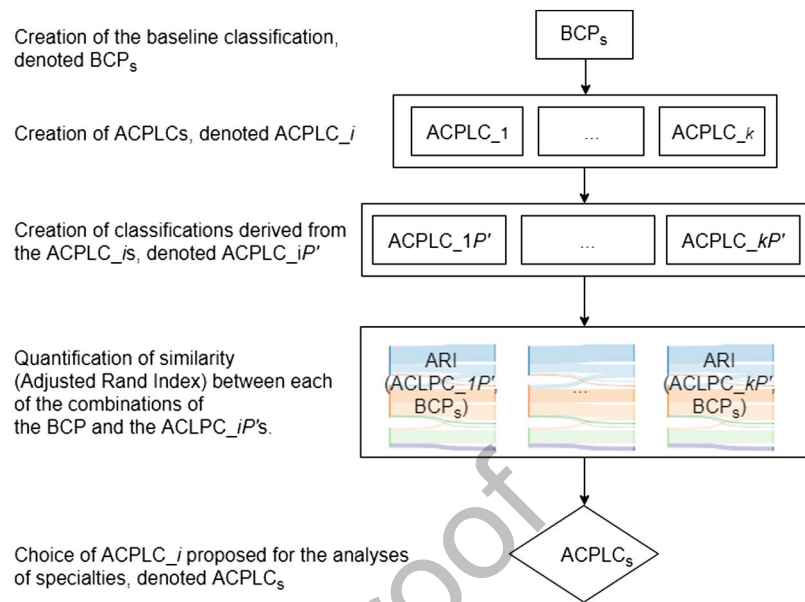 Creation of the baseline classification,
denoted BCPs
BCPs
Creation of ACPLCs, denoted ACPLC_i
ACPLC_1
...
ACPLC_k
Creation of classifications derived from
the ACPLC_is, denoted ACPLC_iP'
ACPLC_1P'
...
ACPLC_kP'
Quantification of similarity
(Adjusted Rand Index) between each
of the combinations of
the BCP and the ACLPC_iP's.
ARI
(ACLPC_1P',
BCPs)
...
ARI
(ACLPC_kP',
BCPs)
Choice of ACPLC_i proposed for the analyses
of specialties, denoted ACPLCs
ACPLCs
roof